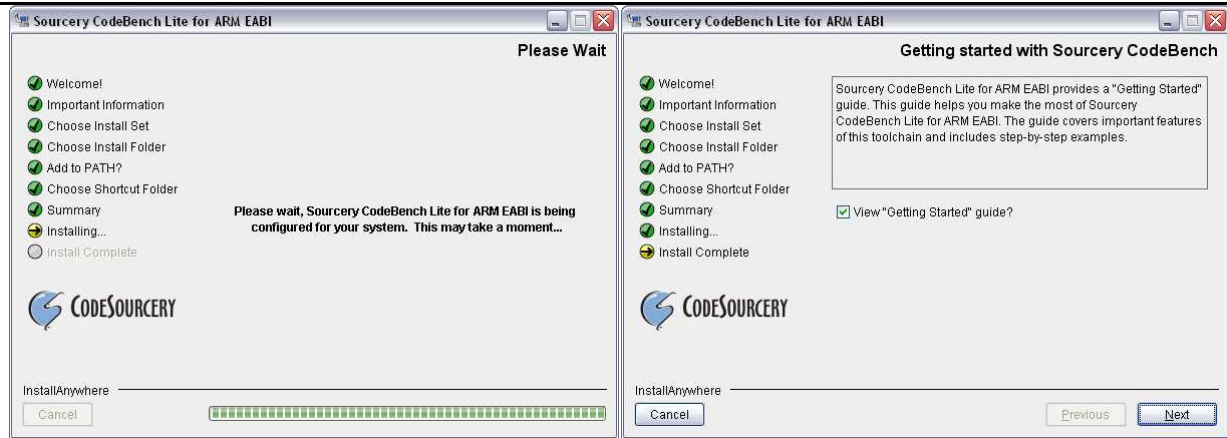 Sourcery CodeBench Lite for ARM EABI
Please Wait
Welcome!
Important Information
Choose Install Set
Choose Install Folder
Add to PATH?
Choose Shortcut Folder
Summary
Installing...
Install Complete
Please wait, Sourcery CodeBench Lite for ARM EABI is being
configured for your system. This may take a moment...
CODESOURCERY
InstallAnywhere
Cancel
Sourcery CodeBench Lite for ARM EABI
Getting started with Sourcery CodeBench
Welcome!
Important Information
Choose Install Set
Choose Install Folder
Add to PATH?
Choose Shortcut Folder
Summary
Installing...
Install Complete
Sourcery CodeBench Lite for ARM EABI provides a "Getting Started"
guide. This guide helps you make the most of Sourcery
CodeBench Lite for ARM EABI. The guide covers important features
of this toolchain and includes step-by-step examples.
View "Getting Started" guide?
CODESOURCERY
InstallAnywhere
Cancel
Previous
Next